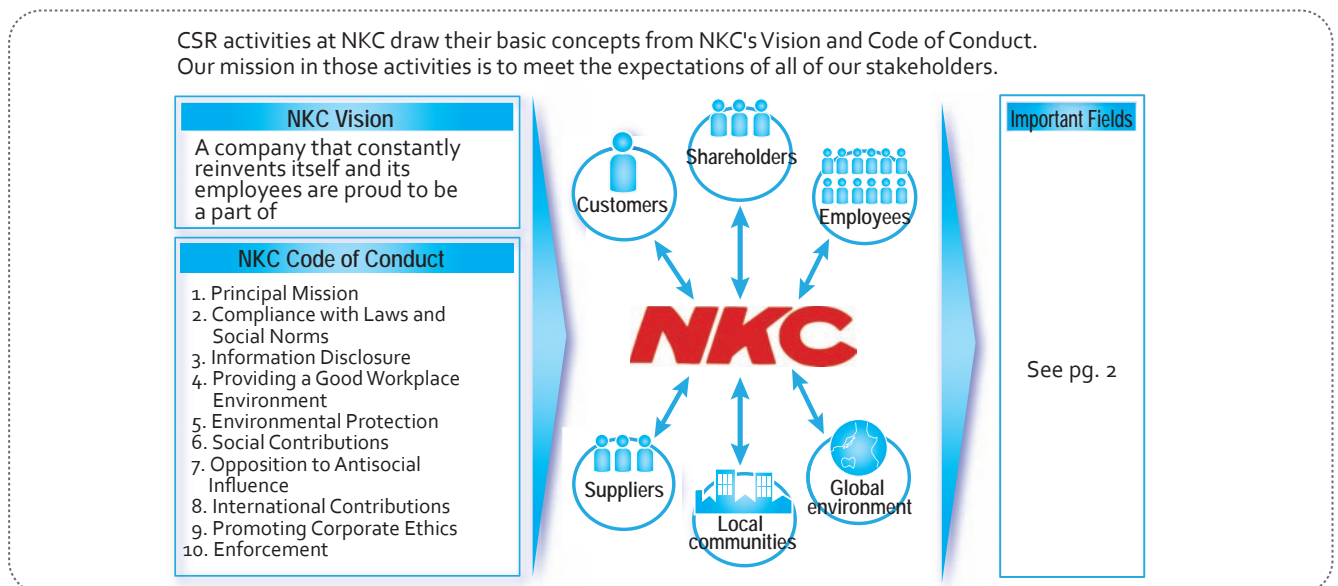 CSR activities at NKC draw their basic concepts from NKC's Vision and Code of Conduct.
Our mission in those activities is to meet the expectations of all of our stakeholders.
NKC Vision
A company that constantly
reinvents itself and its
employees are proud to be
a part of
NKC Code of Conduct
1. Principal Mission
2. Compliance with Laws and
Social Norms
3. Information Disclosure
4. Providing a Good Workplace
Environment
5. Environmental Protection
6. Social Contributions
7. Opposition to Antisocial
Influence
8. International Contributions
9. Promoting Corporate Ethics
10. Enforcement
Customers
Shareholders
Employees
NKC
Suppliers
Local
communities
Global
environment
Important Fields
See pg. 2